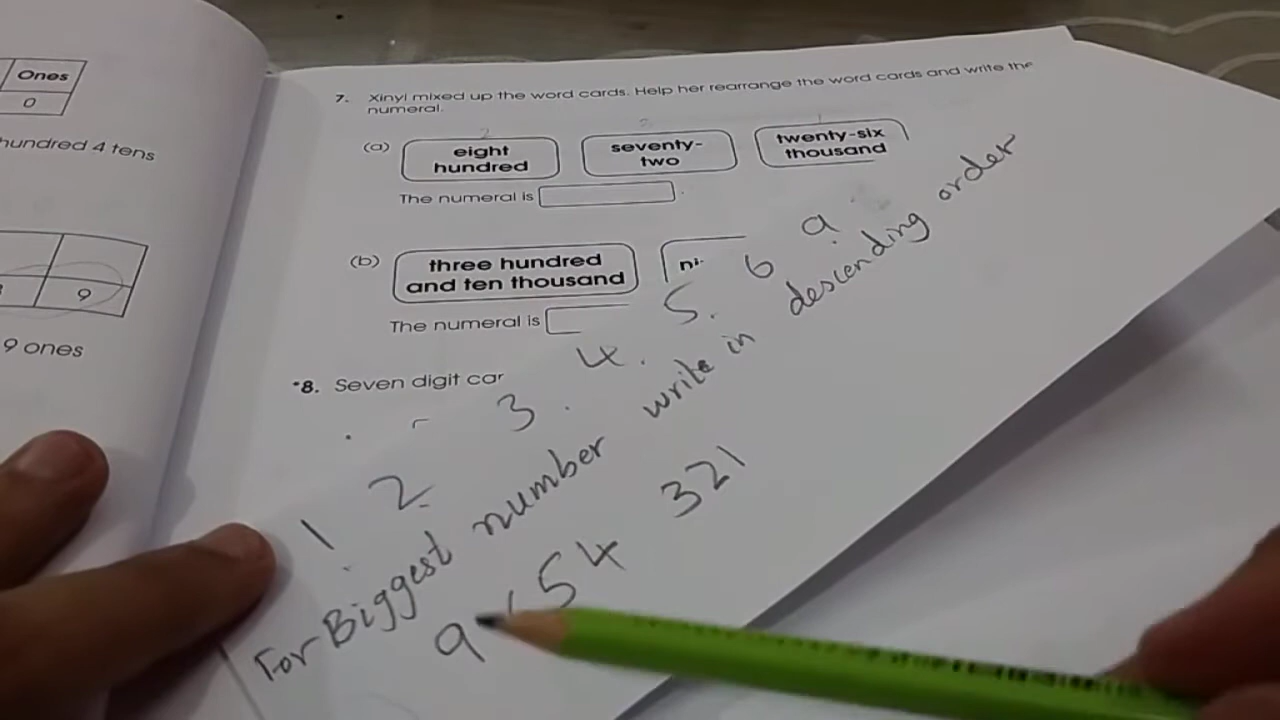 Ones
0
hundred 4 tens
9
9 ones
7. Xinyi mixed up the word cards. Help her rearrange the word cards and write the
numeral.
(a) eight hundred seventy-two twenty-six thousand
The numeral is
(b) three hundred and ten thousand
The numeral is
*8. Seven digit
1 2 3. 4. 5. 6 9
For Biggest number write in descending order
9 54 321